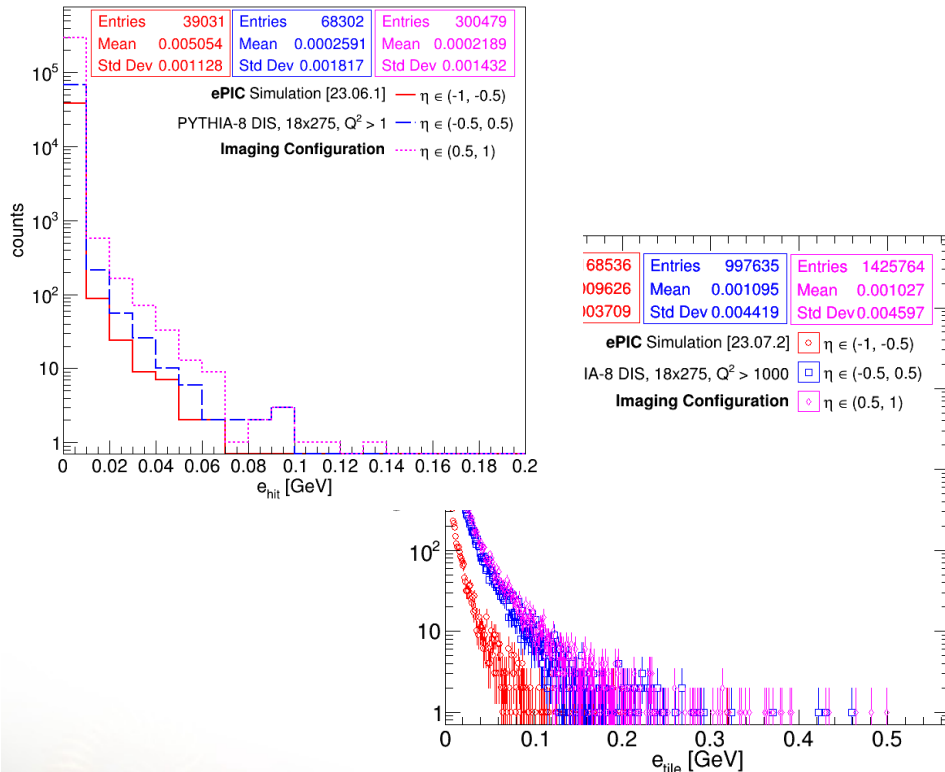 Entries 39031
Mean 0.005054
Std Dev 0.001128
Entries 68302
Mean 0.0002591
Std Dev 0.001817
Entries 300479
Mean 0.0002189
Std Dev 0.001432
ePIC Simulation [23.06.1] η ∈ (-1, -0.5)
PYTHIA-8 DIS, 18x275, Q² > 1 η ∈ (-0.5, 0.5)
Imaging Configuration η ∈ (0.5, 1)
counts
10⁵
10⁴
10³
10²
10
1
0 0.02 0.04 0.06 0.08 0.1 0.12 0.14 0.16 0.18 0.2
e_hit [GeV]
68536
009626
003709
Entries 997635
Mean 0.001095
Std Dev 0.004419
Entries 1425764
Mean 0.001027
Std Dev 0.004597
ePIC Simulation [23.07.2] η ∈ (-1, -0.5)
IA-8 DIS, 18x275, Q² > 1000 η ∈ (-0.5, 0.5)
Imaging Configuration η ∈ (0.5, 1)
10²
10
1
0 0.1 0.2 0.3 0.4 0.5
e_tile [GeV]